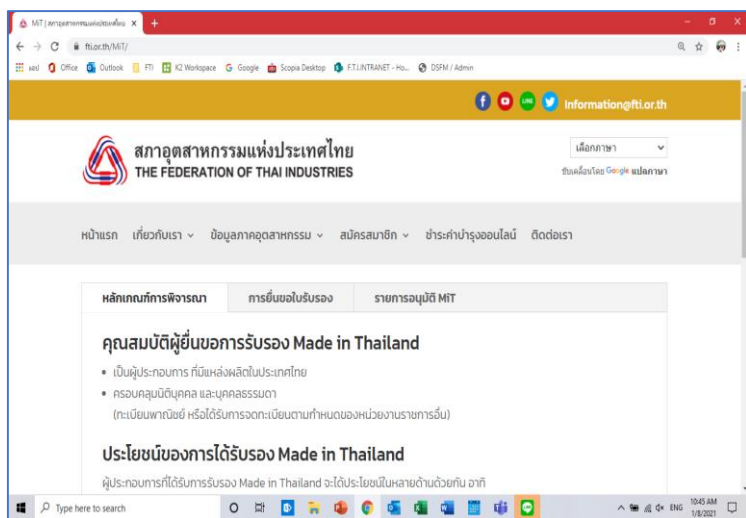 MiT | สภาอุตสาหกรรมแห่งประเทศไทย
fti.or.th/MiT/
แอป Office Outlook FTI K2 Workspace Google Scopia Desktop F.T.I.INTRANET - Ho... DSFM / Admin
LINE Information@fti.or.th
สภาอุตสาหกรรมแห่งประเทศไทย
THE FEDERATION OF THAI INDUSTRIES
เลือกภาษา
ขับเคลื่อนโดย Google แปลภาษา
หน้าแรก เกี่ยวกับเรา ข้อมูลภาคอุตสาหกรรม สมัครสมาชิก ชำระค่าบำรุงออนไลน์ ติดต่อเรา
หลักเกณฑ์การพิจารณา การยื่นขอใบรับรอง รายการอนุมัติ MiT
คุณสมบัติผู้ยื่นขอการรับรอง Made in Thailand
• เป็นผู้ประกอบการ ที่มีแหล่งผลิตในประเทศไทย
• ครอบคลุมนิติบุคคล และบุคคลธรรมดา
(ทะเบียนพาณิชย์ หรือได้รับการจดทะเบียนตามกำหนดของหน่วยงานราชการอื่น)
ประโยชน์ของการได้รับรอง Made in Thailand
ผู้ประกอบการที่ได้รับการรับรอง Made in Thailand จะได้ประโยชน์ในหลายด้านด้วยกัน อาทิ
Type here to search
ENG 10:45 AM
1/8/2021